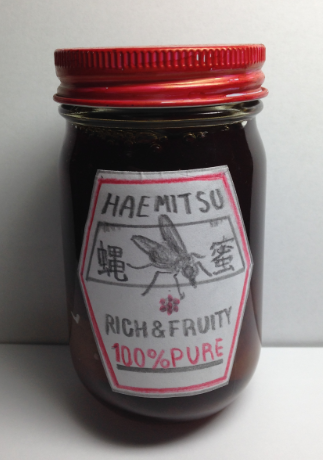 HAEMITSU
蝿 蜜
RICH & FRUITY
100% PURE